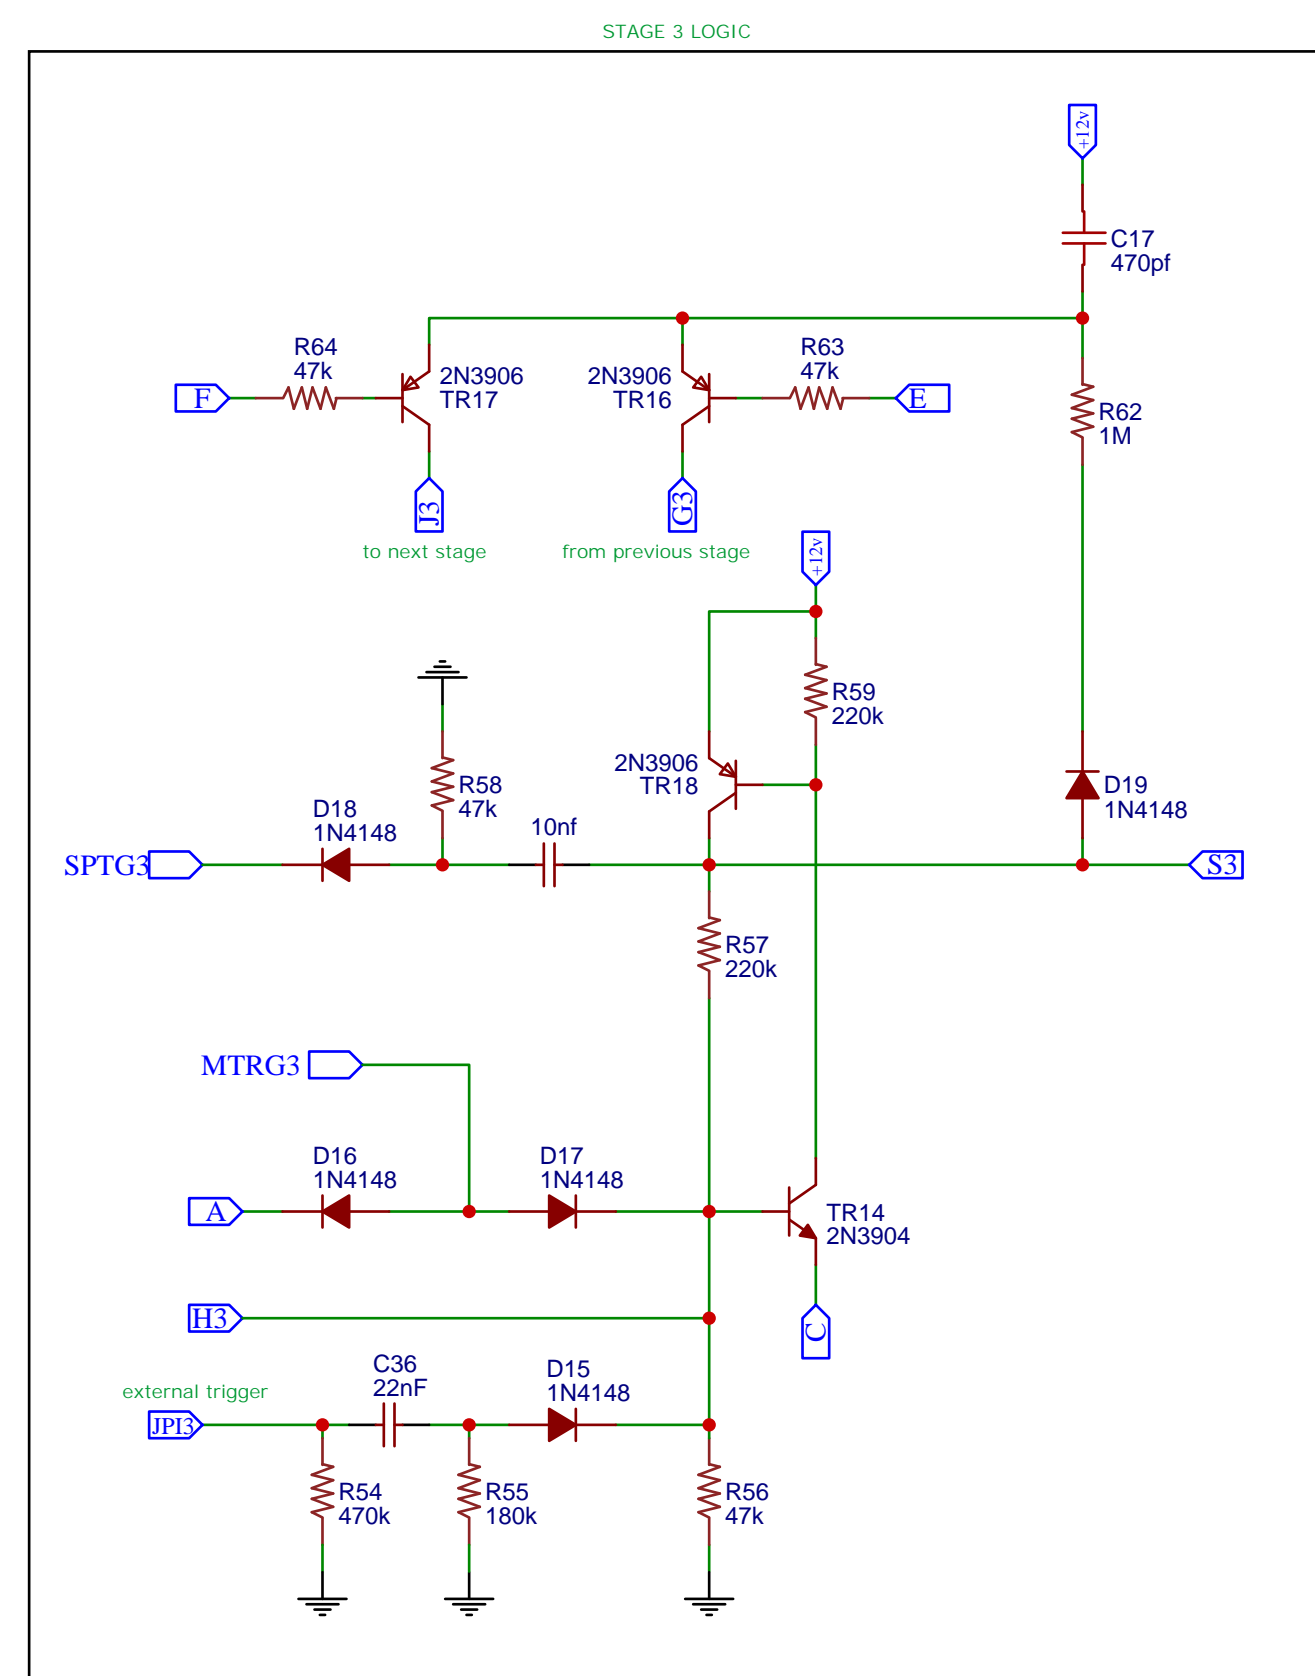 STAGE 3 LOGIC
+12v
C17
470pf
R64
47k
2N3906
TR17
2N3906
TR16
R63
47k
F
E
R62
1M
J3
G3
to next stage
from previous stage
+12v
R59
220k
2N3906
TR18
R58
47k
D19
1N4148
D18
1N4148
10nf
SPTG3
S3
R57
220k
MTRG3
D16
1N4148
D17
1N4148
A
TR14
2N3904
H3
C
C36
22nF
D15
1N4148
external trigger
JPI3
R54
470k
R55
180k
R56
47k